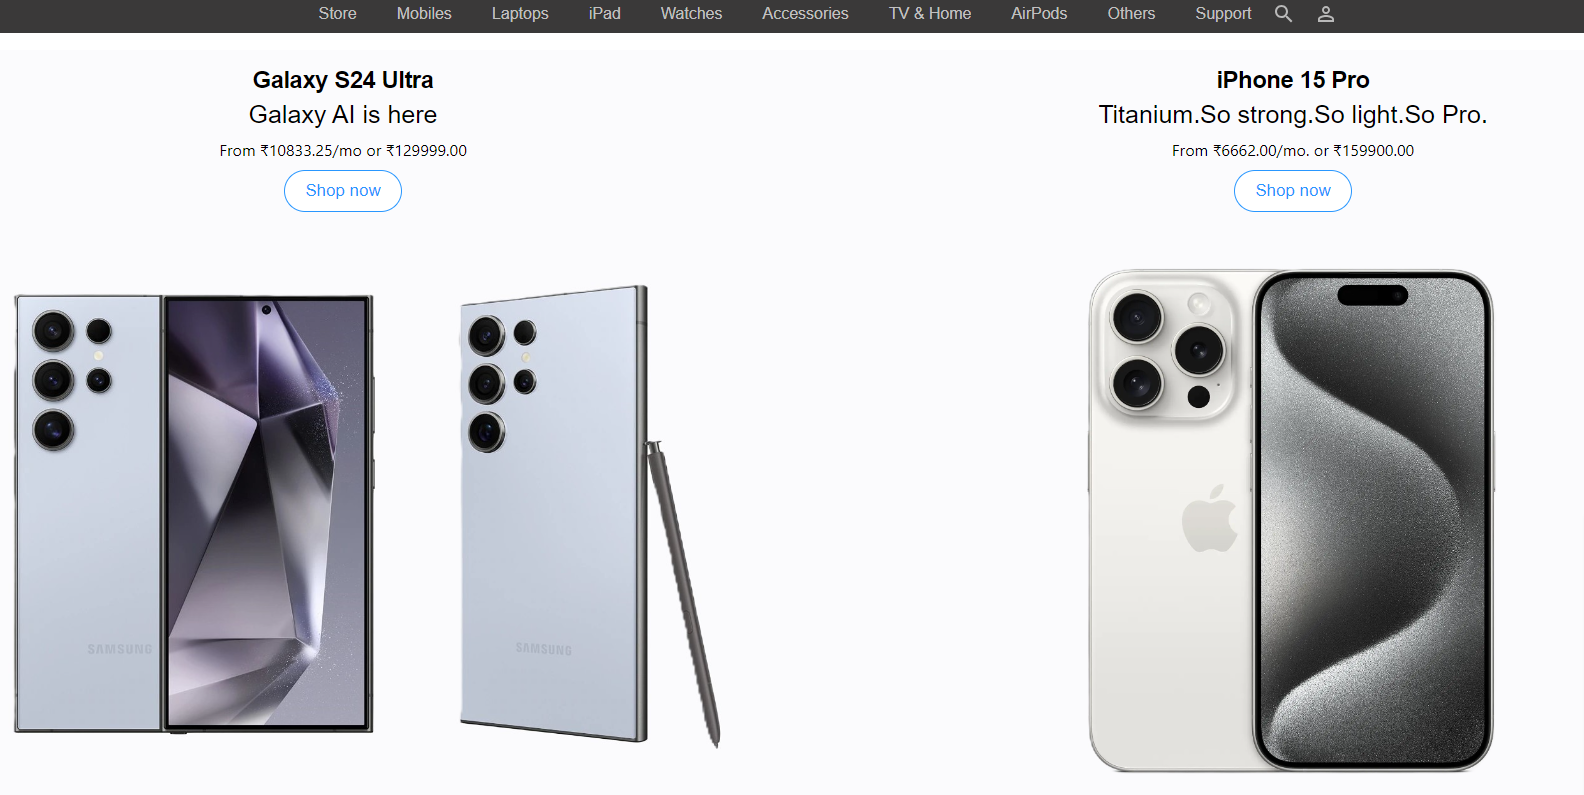 Store Mobiles Laptops iPad Watches Accessories TV & Home AirPods Others Support
Galaxy S24 Ultra
Galaxy AI is here
From ₹10833.25/mo or ₹129999.00
Shop now
iPhone 15 Pro
Titanium.So strong.So light.So Pro.
From ₹6662.00/mo. or ₹159900.00
Shop now
SAMSUNG
SAMSUNG